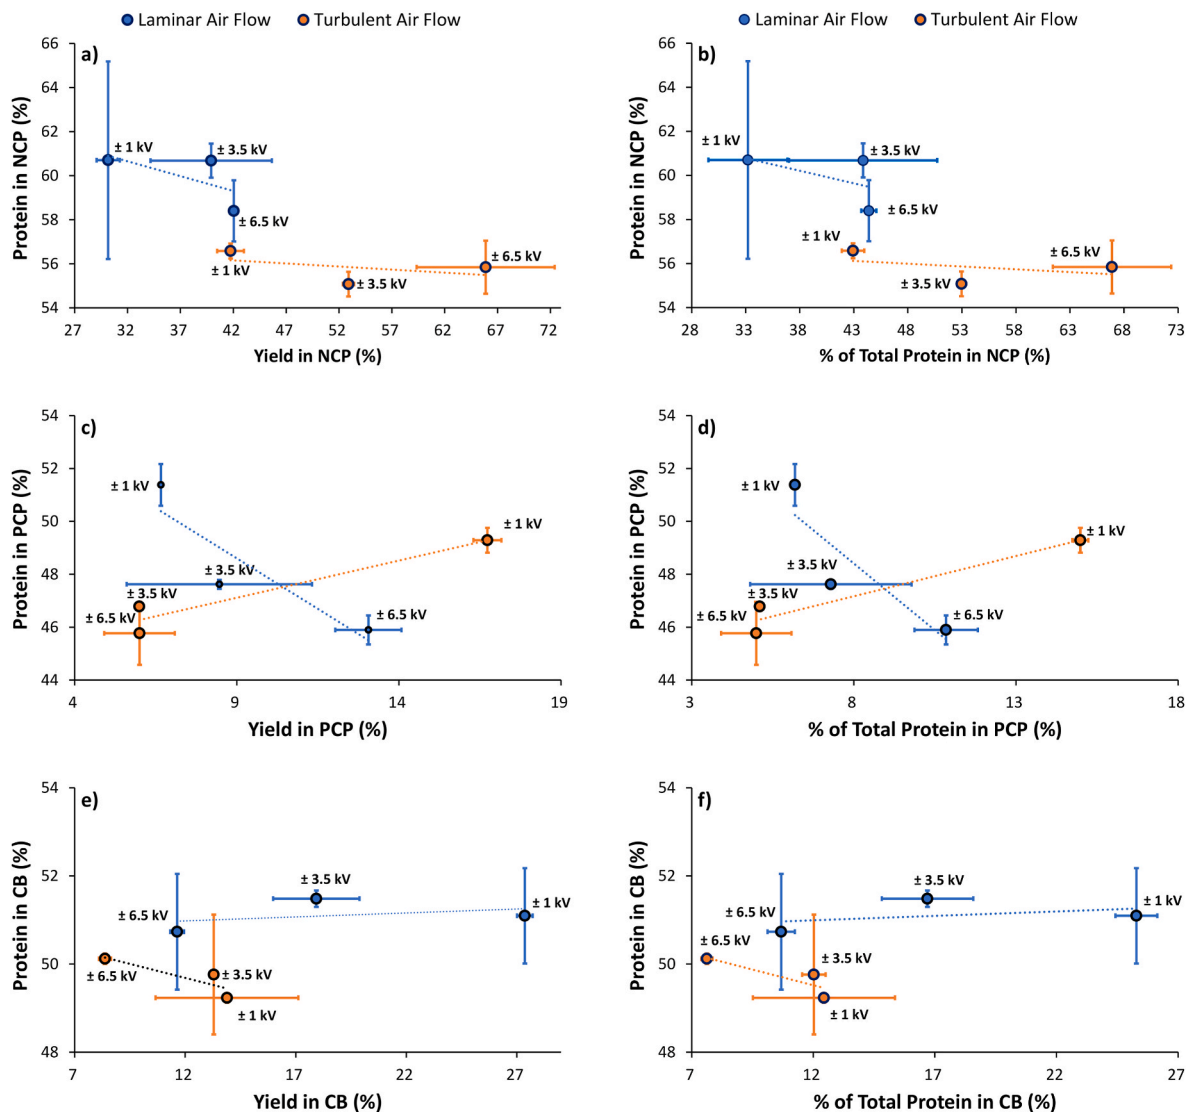 Laminar Air Flow Turbulent Air Flow
a)
Protein in NCP (%)
66
64
62
60
58
56
54
± 1 kV
± 3.5 kV
± 6.5 kV
± 1 kV
± 3.5 kV
± 6.5 kV
27 32 37 42 47 52 57 62 67 72
Yield in NCP (%)
Laminar Air Flow Turbulent Air Flow
b)
Protein in NCP (%)
66
64
62
60
58
56
54
± 1 kV
± 3.5 kV
± 6.5 kV
± 1 kV
± 6.5 kV
± 3.5 kV
28 33 38 43 48 53 58 63 68 73
% of Total Protein in NCP (%)
c)
Protein in PCP (%)
54
52
50
48
46
44
± 1 kV
± 1 kV
± 3.5 kV
± 3.5 kV
± 6.5 kV
± 6.5 kV
4 9 14 19
Yield in PCP (%)
d)
Protein in PCP (%)
54
52
50
48
46
44
± 1 kV
± 1 kV
± 3.5 kV
± 3.5 kV
± 6.5 kV
± 6.5 kV
3 8 13 18
% of Total Protein in PCP (%)
e)
Protein in CB (%)
54
52
50
48
± 3.5 kV
± 1 kV
± 6.5 kV
± 6.5 kV
± 3.5 kV
± 1 kV
7 12 17 22 27
Yield in CB (%)
f)
Protein in CB (%)
54
52
50
48
± 3.5 kV
± 1 kV
± 6.5 kV
± 6.5 kV
± 3.5 kV
± 1 kV
7 12 17 22 27
% of Total Protein in CB (%)